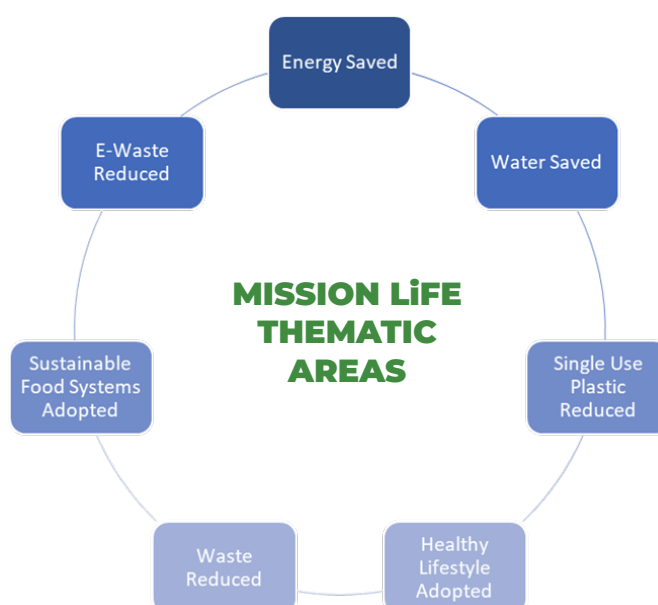 Energy Saved
E-Waste
Reduced
Water Saved
MISSION LiFE
THEMATIC
AREAS
Sustainable
Food Systems
Adopted
Single Use
Plastic
Reduced
Waste
Reduced
Healthy
Lifestyle
Adopted